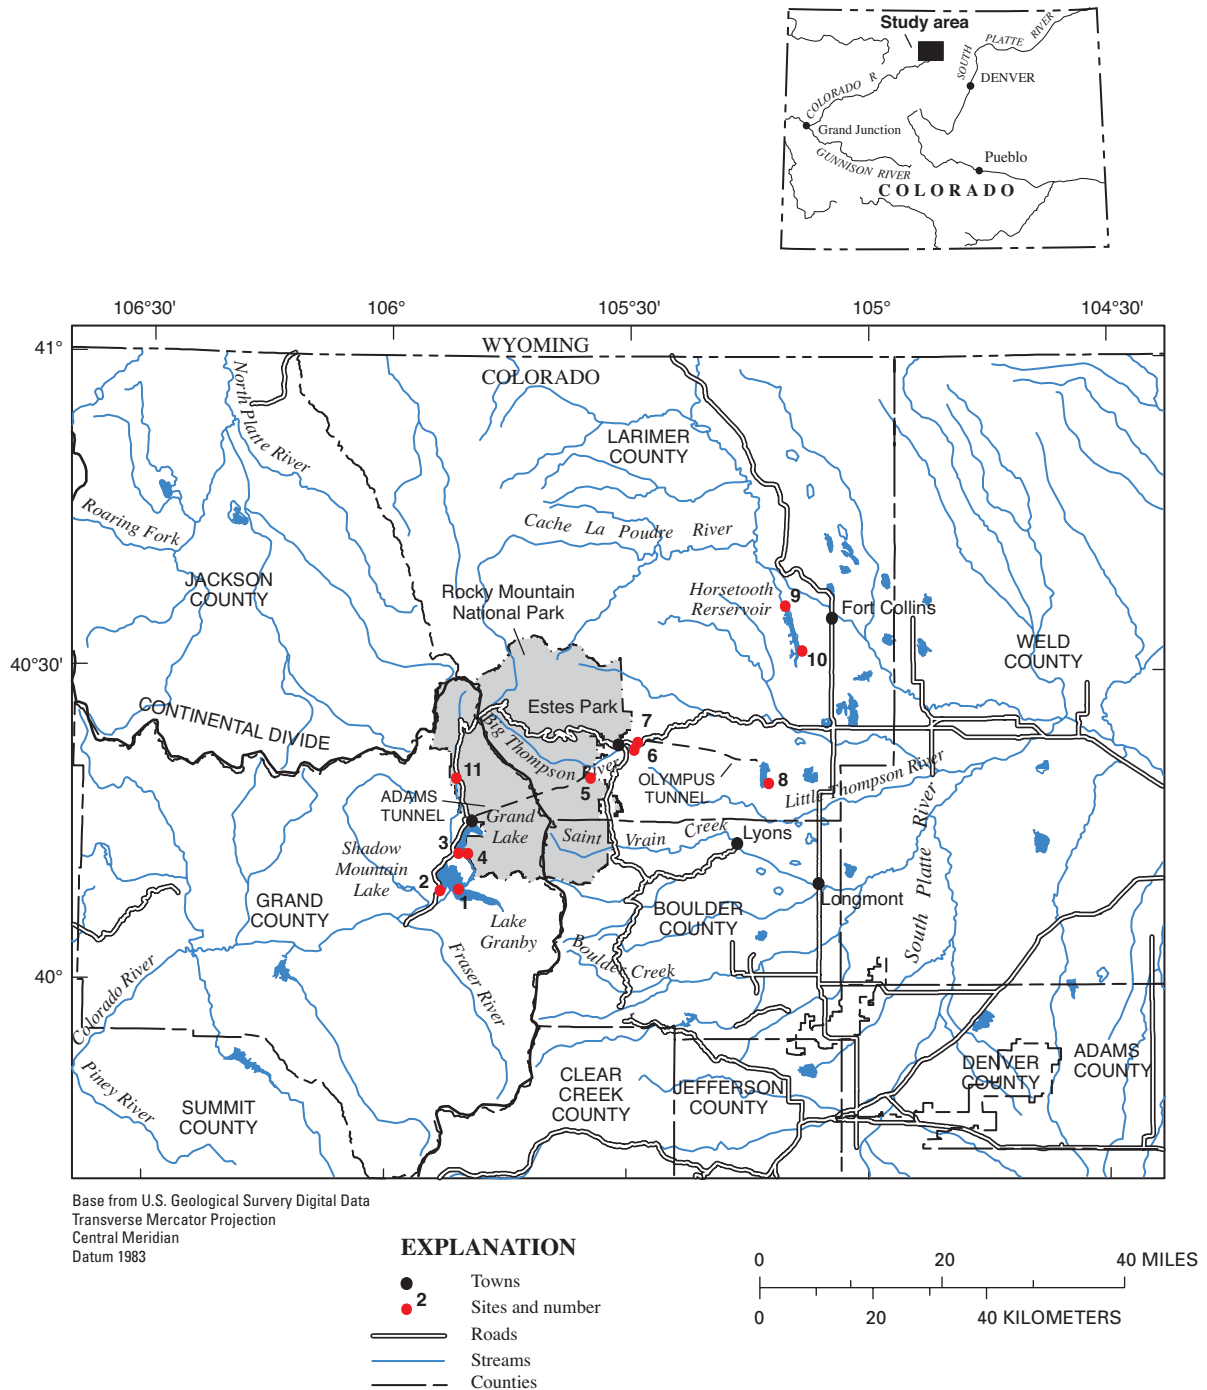 Study area
SOUTH
PLATTE
RIVER
DENVER
COLORADO R
Grand Junction
GUNNISON RIVER
Pueblo
COLORADO
106°30'
106°
105°30'
105°
104°30'
41°
WYOMING
COLORADO
North Platte River
LARIMER
COUNTY
Roaring Fork
Cache La Poudre River
JACKSON
COUNTY
Rocky Mountain
National Park
Horsetooth
Rerservoir
9
Fort Collins
10
WELD
COUNTY
40°30'
CONTINENTAL DIVIDE
Estes Park
7
Big Thompson River
6
11
5
OLYMPUS
TUNNEL
8
Little Thompson River
ADAMS
TUNNEL
Grand
Lake
Saint Vrain Creek
Lyons
3
4
Shadow
Mountain
Lake
2
1
GRAND
COUNTY
Lake
Granby
BOULDER
COUNTY
Longmont
South Platte River
Boulder Creek
Fraser River
40°
Colorado River
Piney River
SUMMIT
COUNTY
CLEAR
CREEK
COUNTY
JEFFERSON
COUNTY
DENVER
COUNTY
ADAMS
COUNTY
Base from U.S. Geological Survery Digital Data
Transverse Mercator Projection
Central Meridian
Datum 1983
EXPLANATION
Towns
2
Sites and number
Roads
Streams
Counties
0 20 40 MILES
0 20 40 KILOMETERS